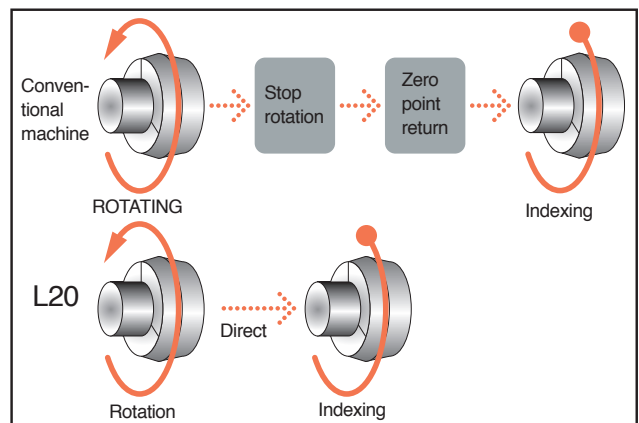 Conven-
tional
machine
ROTATING
Stop
rotation
Zero
point
return
Indexing
L20
Rotation
Direct
Indexing